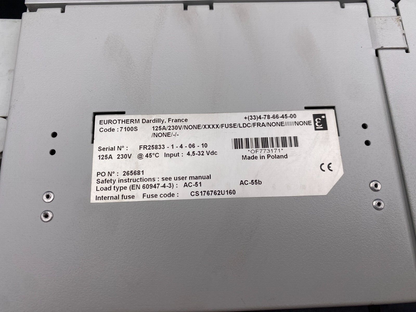 EUROTHERM Dardilly, France +(33)4-78-66-45-00
Code : 7100S 125A/230V/NONE/XXXX/FUSE/LDC/FRA/NONE/////NONE
/NONE/-/-
Serial N° : FR25833 - 1 - 4 - 06 - 10
125A 230V @ 45°C Input : 4,5-32 Vdc
*OF773171*
Made in Poland
PO N° : 265681
Safety instructions : see user manual
Load type (EN 60947-4-3) : AC-51 AC-55b
Internal fuse Fuse code : CS176762U160